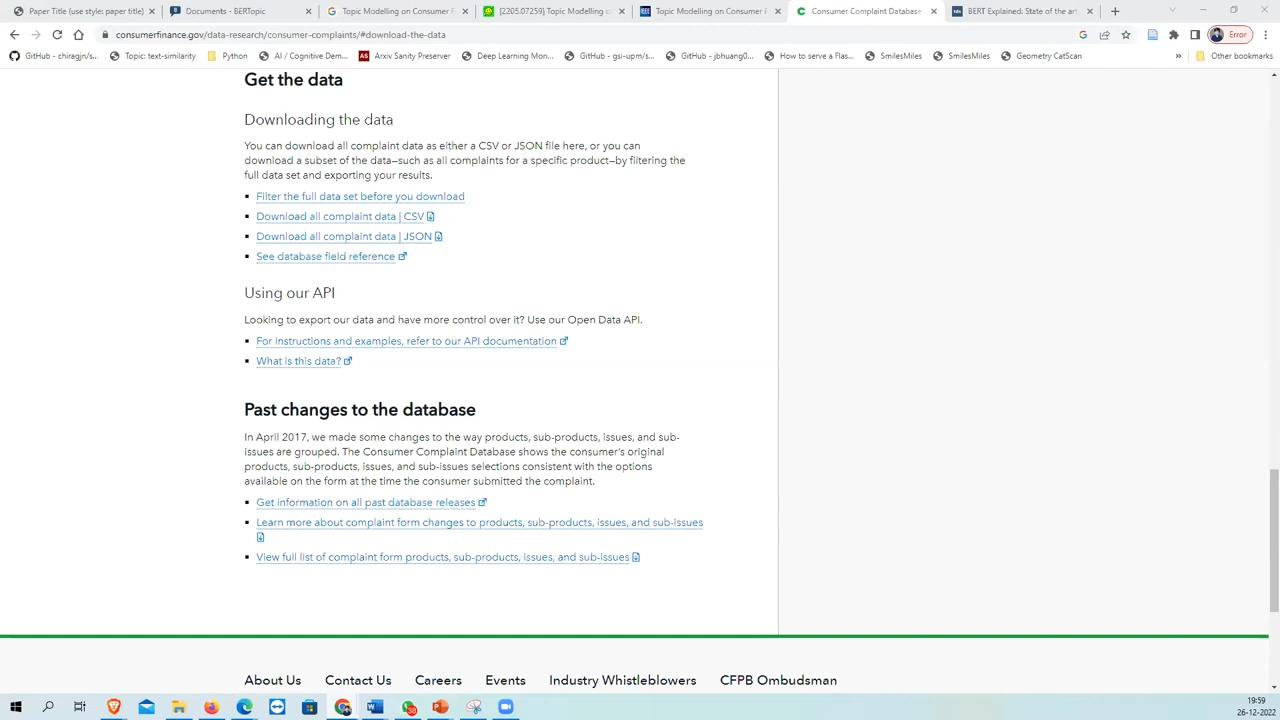 Paper Title (use style: paper title)
Documents - BERTopic
Topic Modelling on Consumer F
[2205.07259] Topic Modelling o
Topic Modelling on Consumer
Consumer Complaint Database
BERT Explained: State of the art
consumerfinance.gov/data-research/consumer-complaints/#download-the-data
Error
GitHub - chiragjn/s...
Topic: text-similarity
Python
AI / Cognitive Dem...
Arxiv Sanity Preserver
Deep Learning Mon...
GitHub - gsi-upm/s...
GitHub - jbhuang0...
How to serve a Flas...
SmilesMiles
SmilesMiles
Geometry CatScan
»
Other bookmarks
Get the data
Downloading the data
You can download all complaint data as either a CSV or JSON file here, or you can
download a subset of the data—such as all complaints for a specific product—by filtering the
full data set and exporting your results.
Filter the full data set before you download
Download all complaint data | CSV
Download all complaint data | JSON
See database field reference
Using our API
Looking to export our data and have more control over it? Use our Open Data API.
For instructions and examples, refer to our API documentation
What is this data?
Past changes to the database
In April 2017, we made some changes to the way products, sub-products, issues, and sub-
issues are grouped. The Consumer Complaint Database shows the consumer's original
products, sub-products, issues, and sub-issues selections consistent with the options
available on the form at the time the consumer submitted the complaint.
Get information on all past database releases
Learn more about complaint form changes to products, sub-products, issues, and sub-issues
View full list of complaint form products, sub-products, issues, and sub-issues
About Us
Contact Us
Careers
Events
Industry Whistleblowers
CFPB Ombudsman
38
19:59
26-12-2022